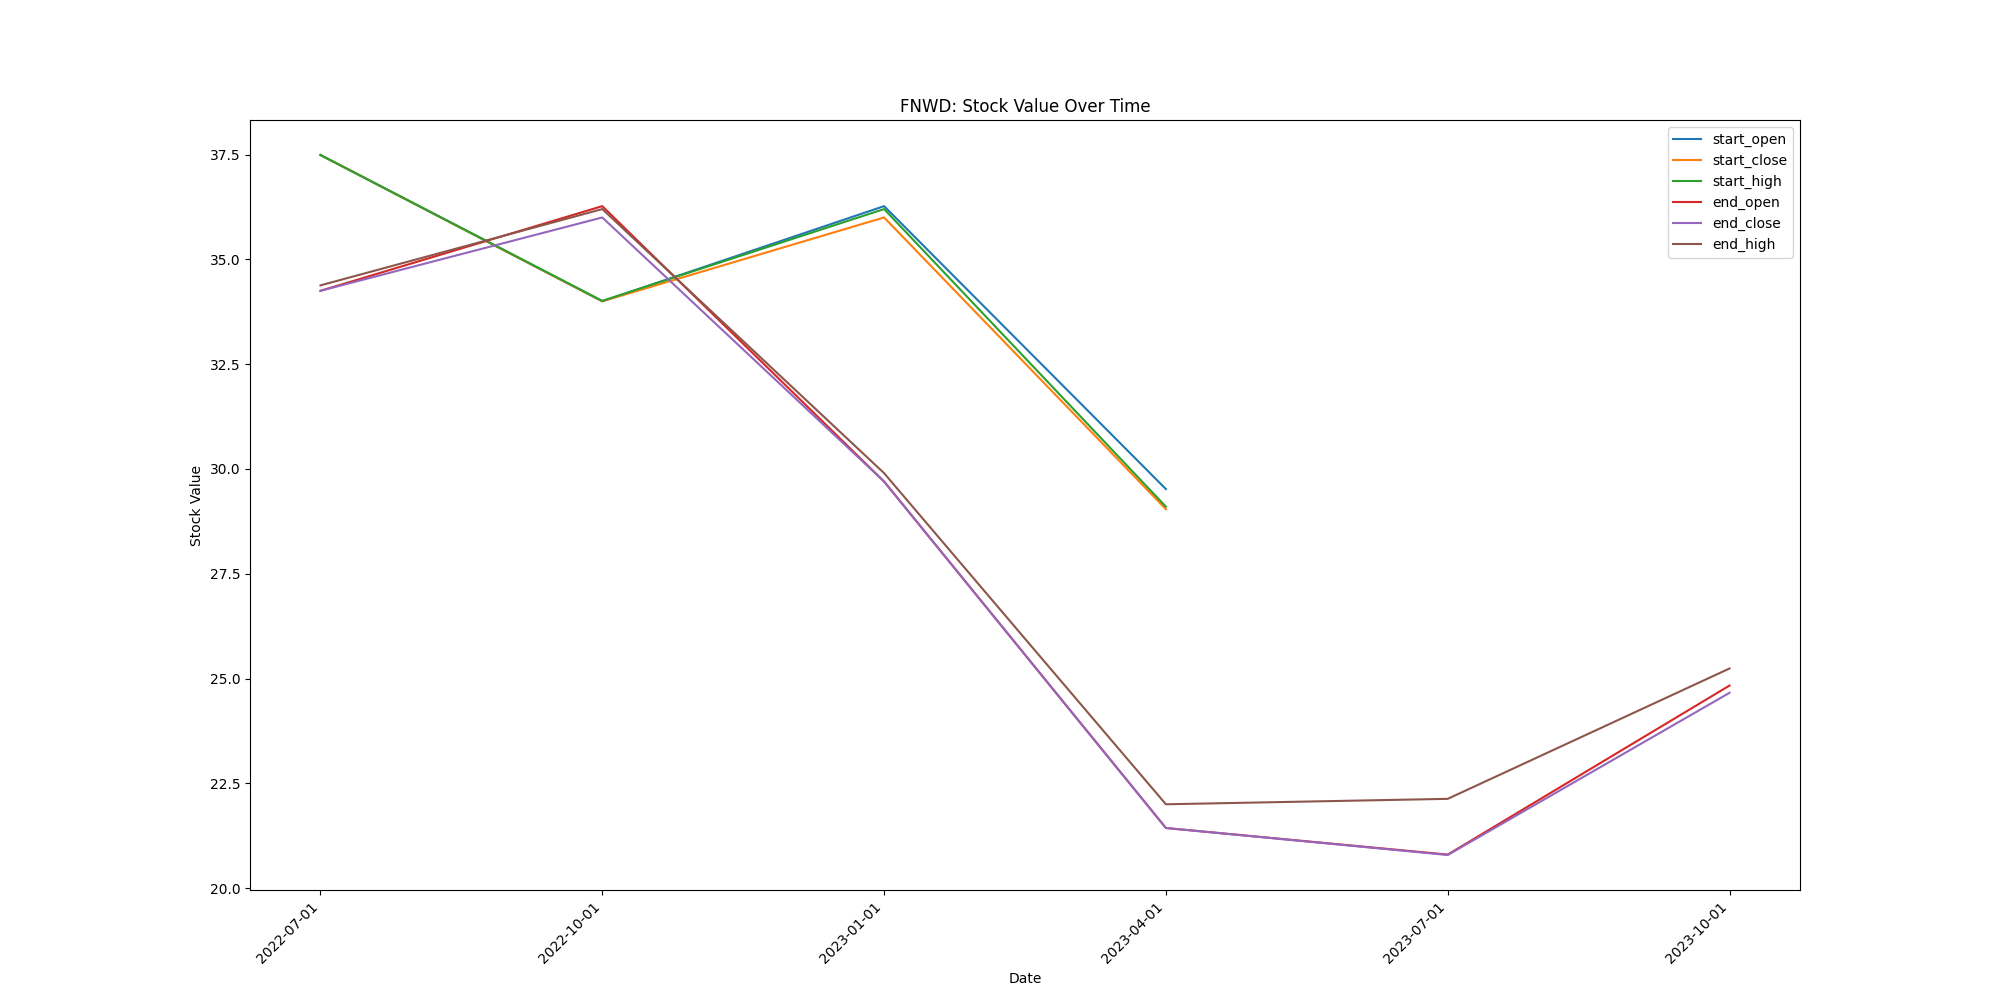 FNWD: Stock Value Over Time
start_open
start_close
start_high
end_open
end_close
end_high
Stock Value
37.5
35.0
32.5
30.0
27.5
25.0
22.5
20.0
2022-07-01
2022-10-01
2023-01-01
2023-04-01
2023-07-01
2023-10-01
Date